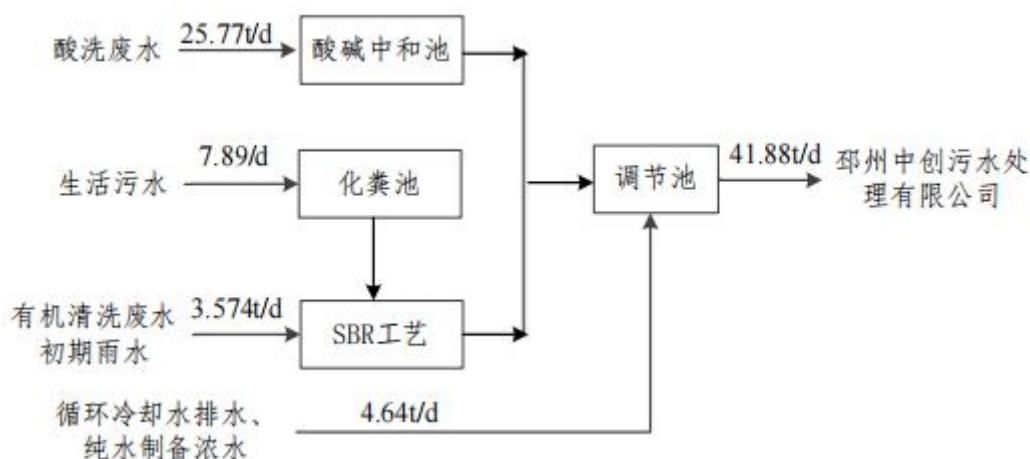 酸洗废水
25.77t/d
酸碱中和池
生活污水
7.89/d
化粪池
调节池
41.88t/d
邳州中创污水处
理有限公司
有机清洗废水
初期雨水
3.574t/d
SBR工艺
循环冷却水排水、
纯水制备浓水
4.64t/d